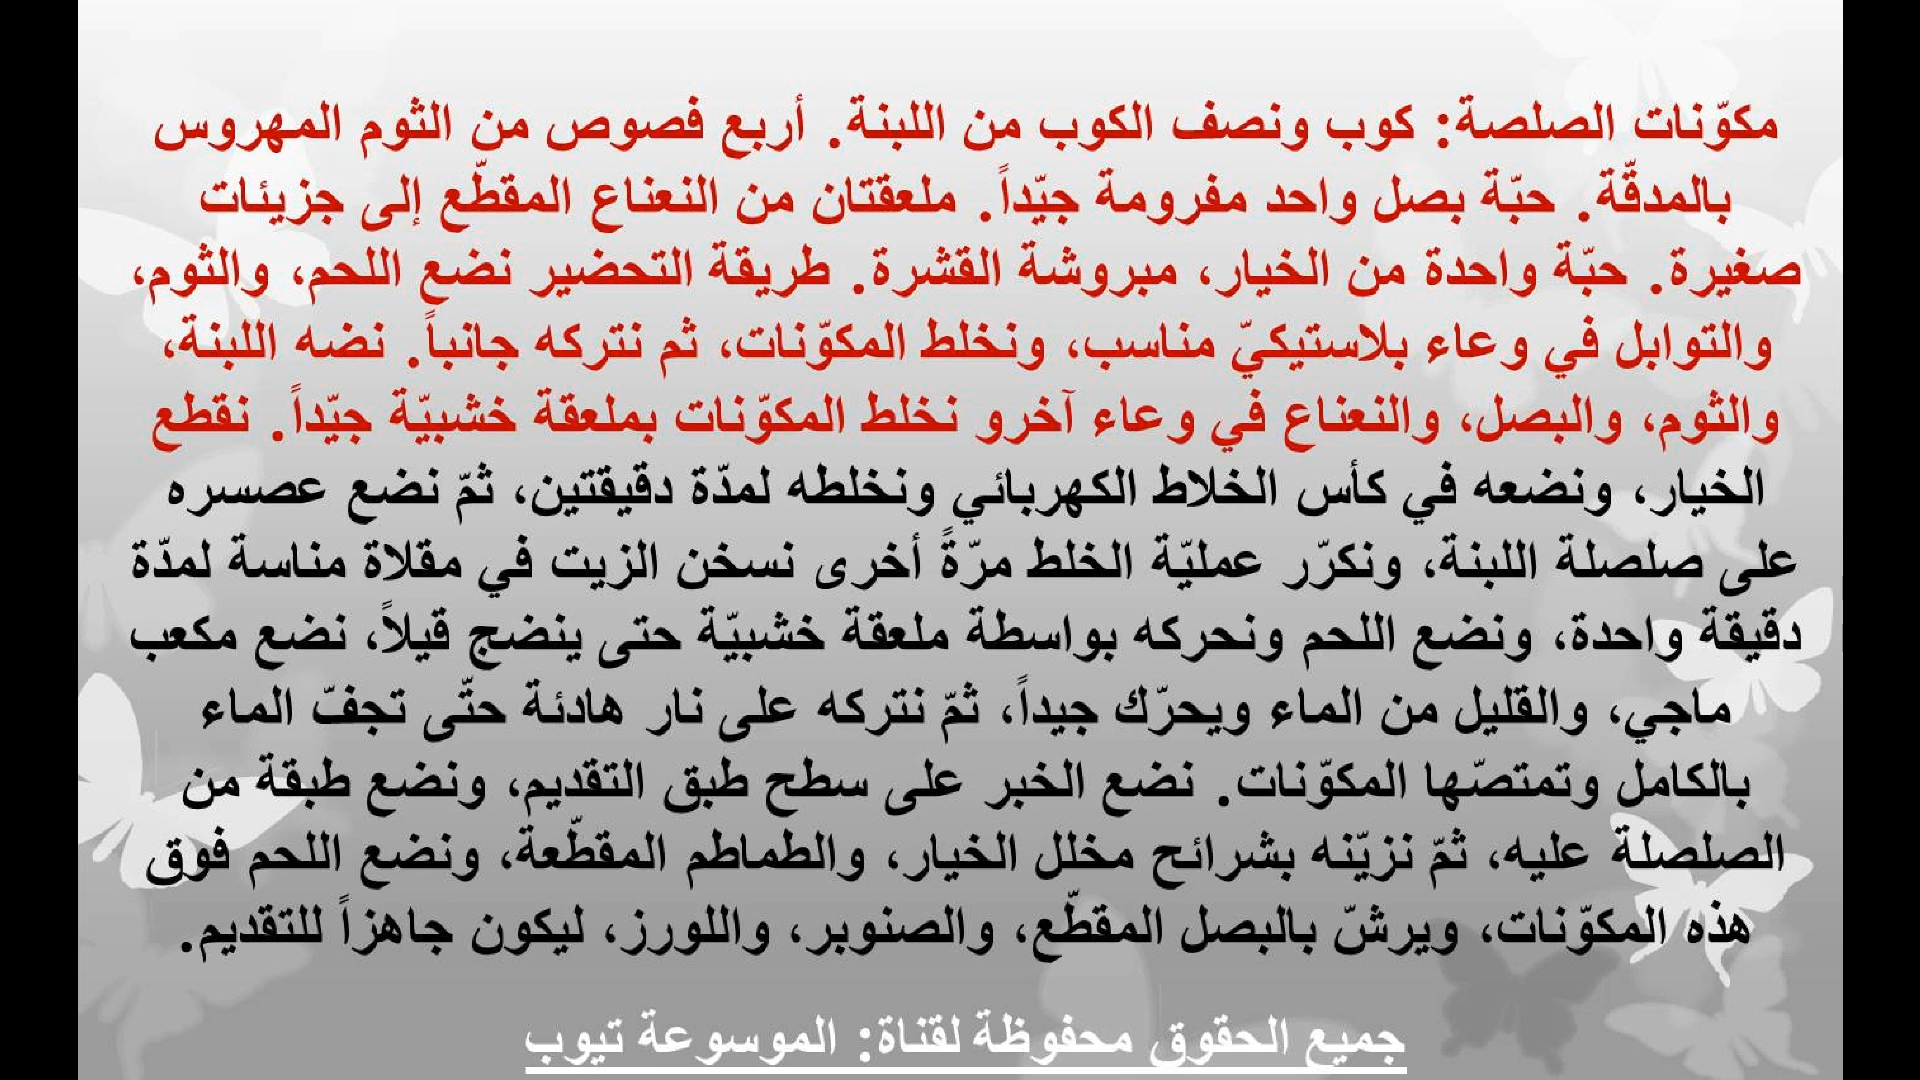 مكوّنات الصلصة: كوب ونصف الكوب من اللبنة. أربع فصوص من الثوم المهروس
بالمدقّة. حبّة بصل واحد مفرومة جيّداً. ملعقتان من النعناع المقطّع إلى جزيئات
صغيرة. حبّة واحدة من الخيار، مبروشة القشرة. طريقة التحضير نضع اللحم، والثوم،
والتوابل في وعاء بلاستيكيّ مناسب، ونخلط المكوّنات، ثم نتركه جانباً. نضه اللبنة،
والثوم، والبصل، والنعناع في وعاء آخرو نخلط المكوّنات بملعقة خشبيّة جيّداً. نقطع
الخيار، ونضعه في كأس الخلاط الكهربائي ونخلطه لمدّة دقيقتين، ثمّ نضع عصسره
على صلصلة اللبنة، ونكرّر عمليّة الخلط مرّةً أخرى نسخن الزيت في مقلاة مناسة لمدّة
دقيقة واحدة، ونضع اللحم ونحركه بواسطة ملعقة خشبيّة حتى ينضج قيلاً، نضع مكعب
ماجي، والقليل من الماء ويحرّك جيداً، ثمّ نتركه على نار هادئة حتّى تجفّ الماء
بالكامل وتمتصّها المكوّنات. نضع الخبر على سطح طبق التقديم، ونضع طبقة من
الصلصلة عليه، ثمّ نزيّنه بشرائح مخلل الخيار، والطماطم المقطّعة، ونضع اللحم فوق
هذه المكوّنات، ويرشّ بالبصل المقطّع، والصنوبر، واللورز، ليكون جاهزاً للتقديم.
جميع الحقوق محفوظة لقناة: الموسوعة تيوب